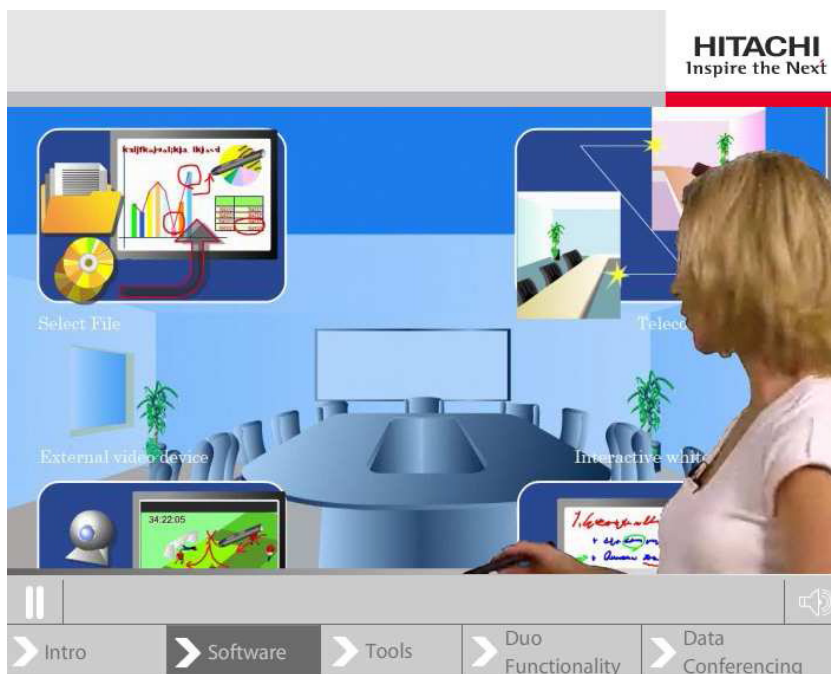 HITACHI
Inspire the Next
Select File
External video device
34:22:05
Intro
Software
Tools
Duo
Functionality
Data
Conferencing
Interactive